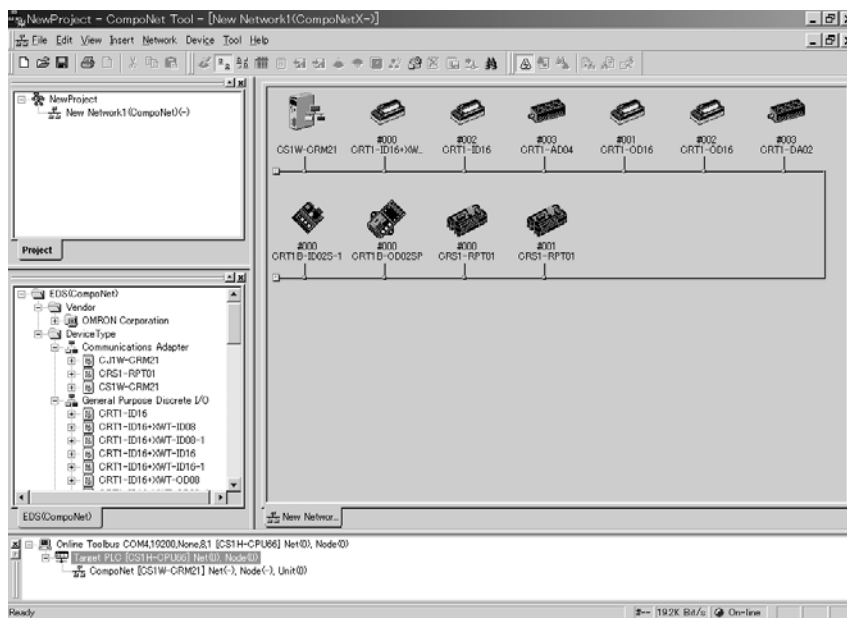 NewProject - CompoNet Tool - [New Network1(CompoNetX-)]
File Edit View Insert Network Device Tool Help
NewProject
New Network1(CompoNet)(-)
Project
CS1W-CRM21
#000
CRT1-ID16+XW..
#002
CRT1-ID16
#003
CRT1-AD04
#001
CRT1-OD16
#002
CRT1-OD16
#003
CRT1-DA02
#000
CRT1B-ID02S-1
#000
CRT1B-OD02SP
#000
CRS1-RPT01
#001
CRS1-RPT01
EDS(CompoNet)
Vendor
OMRON Corporation
DeviceType
Communications Adapter
CJ1W-CRM21
CRS1-RPT01
CS1W-CRM21
General Purpose Discrete I/O
CRT1-ID16
CRT1-ID16+XWT-ID08
CRT1-ID16+XWT-ID08-1
CRT1-ID16+XWT-ID16
CRT1-ID16+XWT-ID16-1
CRT1-ID16+XWT-OD08
EDS(CompoNet)
New Networ...
Online Toolbus COM4,19200,None,8,1 [CS1H-CPU66] Net(0), Node(0)
Target PLC [CS1H-CPU66] Net(0), Node(0)
CompoNet [CS1W-CRM21] Net(-), Node(-), Unit(0)
Ready
#-- 19.2K Bit/s On-line